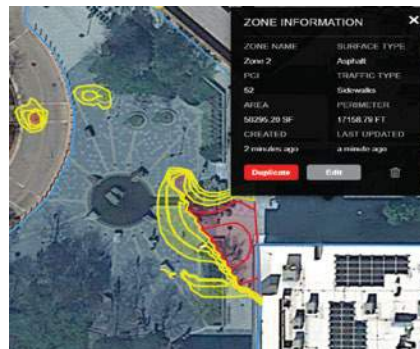 ZONE INFORMATION
ZONE NAME SURFACE TYPE
Zone 2 Asphalt
PCI TRAFFIC TYPE
52 Sidewalks
AREA PERIMETER
50295.20 SF 17158.79 FT
CREATED LAST UPDATED
2 minutes ago a minute ago
Duplicate Edit